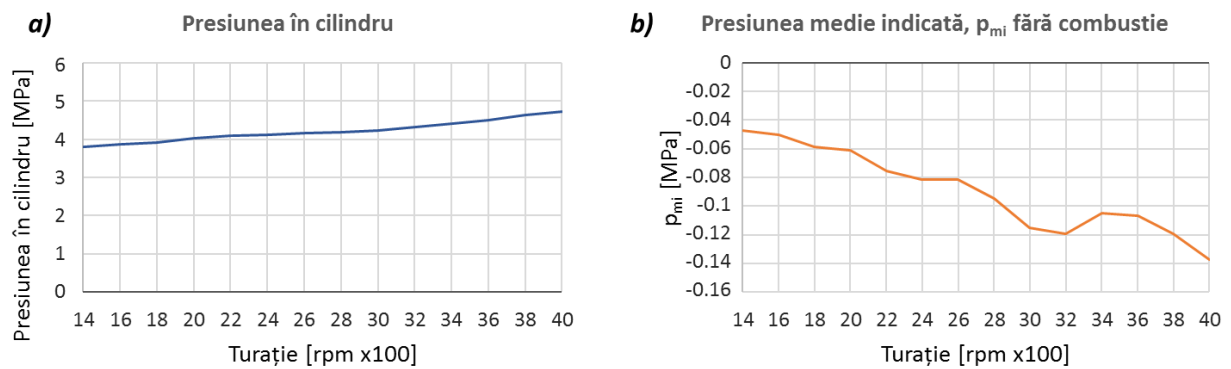 a) Presiunea în cilindru
Presiunea în cilindru [MPa]
6
5
4
3
2
1
0
14 16 18 20 22 24 26 28 30 32 34 36 38 40
Turație [rpm x100]
b) Presiunea medie indicată, pmi fără combustie
pmi [MPa]
0
-0.02
-0.04
-0.06
-0.08
-0.1
-0.12
-0.14
-0.16
14 16 18 20 22 24 26 28 30 32 34 36 38 40
Turație [rpm x100]